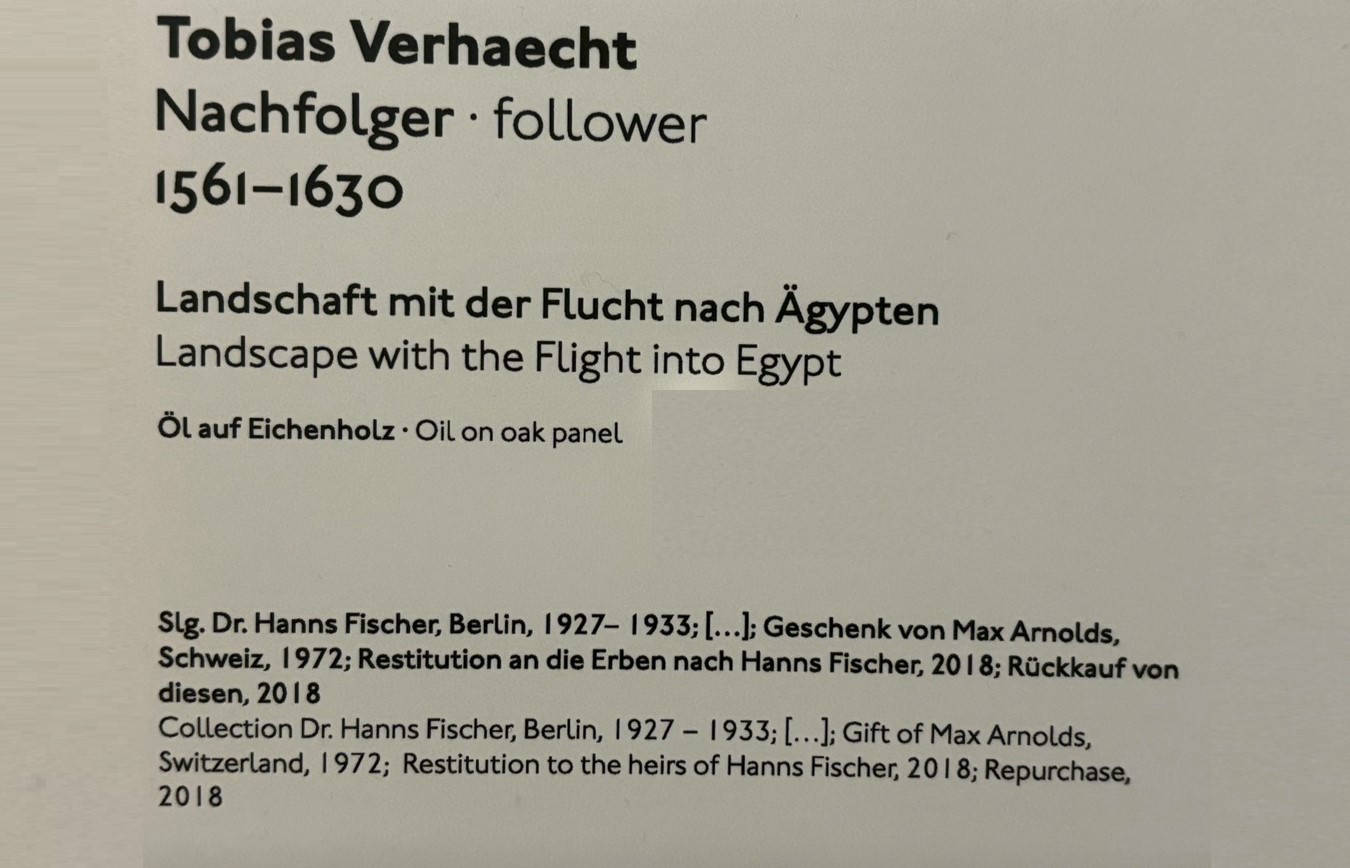 Tobias Verhaecht
Nachfolger · follower
1561–1630
Landschaft mit der Flucht nach Ägypten
Landscape with the Flight into Egypt
Öl auf Eichenholz · Oil on oak panel
Slg. Dr. Hanns Fischer, Berlin, 1927– 1933; [...]; Geschenk von Max Arnolds,
Schweiz, 1972; Restitution an die Erben nach Hanns Fischer, 2018; Rückkauf von
diesen, 2018
Collection Dr. Hanns Fischer, Berlin, 1927 – 1933; [...]; Gift of Max Arnolds,
Switzerland, 1972; Restitution to the heirs of Hanns Fischer, 2018; Repurchase,
2018